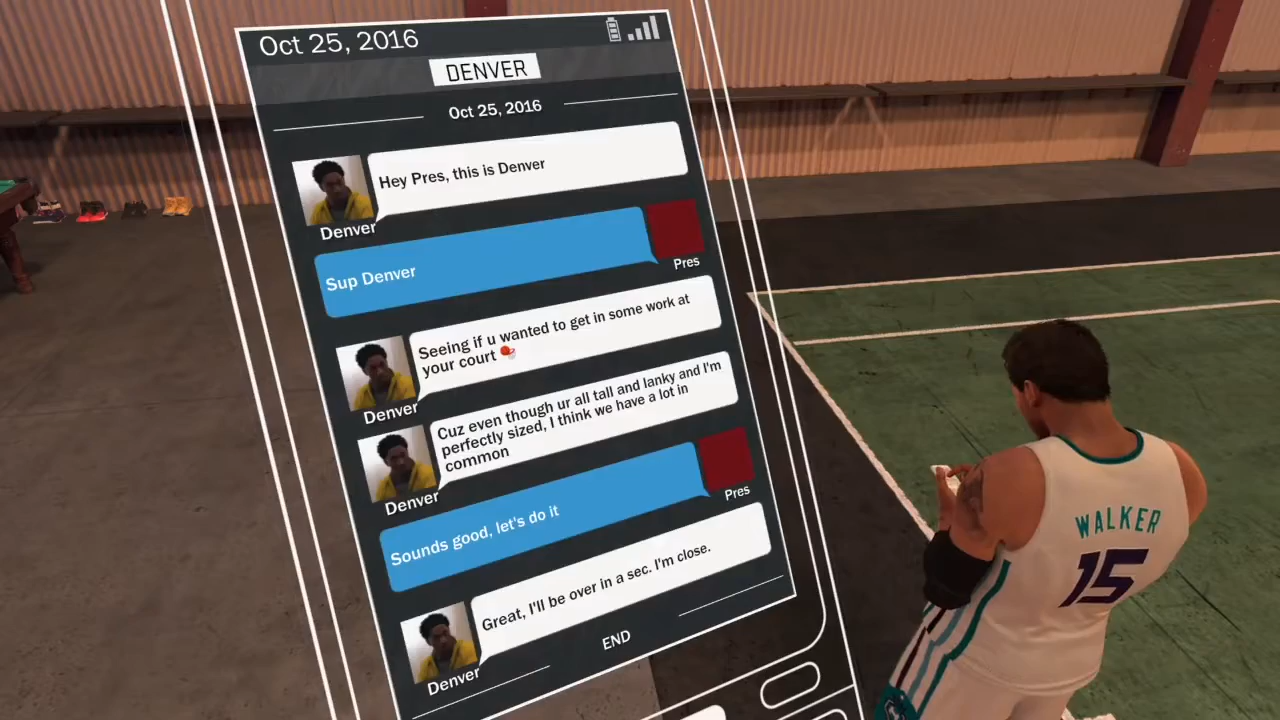 Oct 25, 2016
DENVER
Oct 25, 2016
Hey Pres, this is Denver
Denver
Sup Denver
Pres
Seeing if u wanted to get in some work at
your court
Denver
Cuz even though ur all tall and lanky and I'm
perfectly sized, I think we have a lot in
common
Denver
Sounds good, let's do it
Pres
Great, I'll be over in a sec. I'm close.
Denver
END
WALKER
15